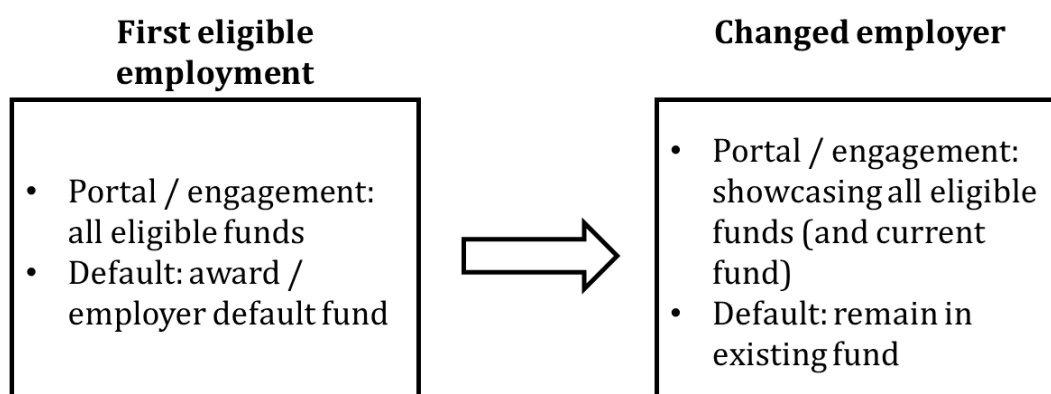 First eligible
employment
• Portal / engagement:
all eligible funds
• Default: award /
employer default fund
Changed employer
• Portal / engagement:
showcasing all eligible
funds (and current
fund)
• Default: remain in
existing fund